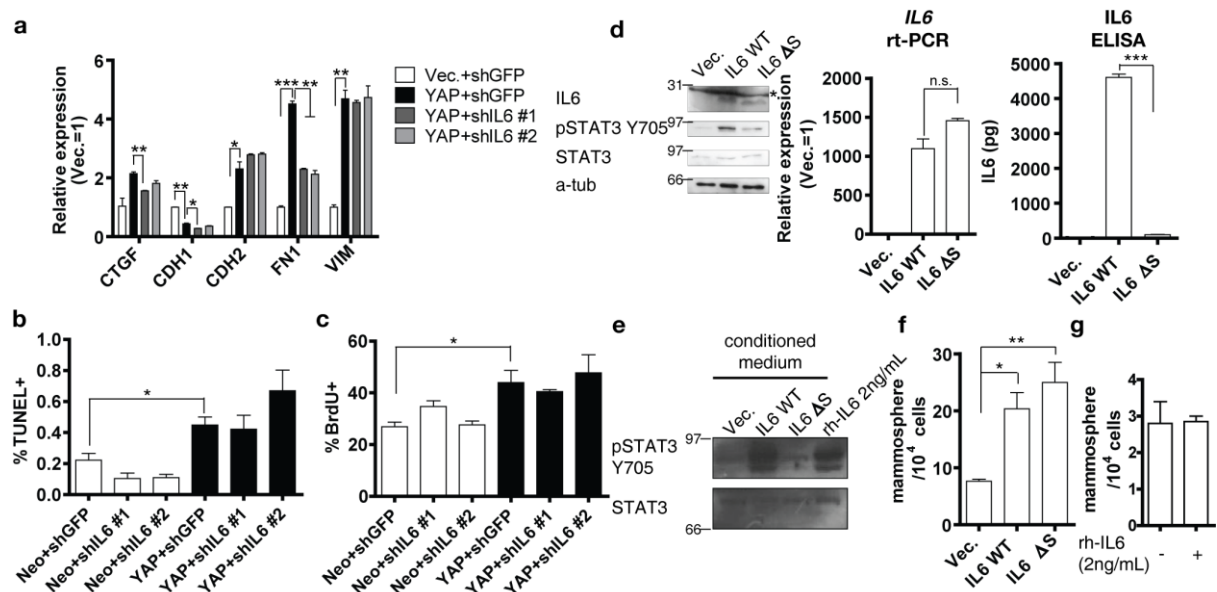 a
Relative expression
(Vec.=1)
6
4
2
0
***
**
**
**
**
*
*
CTGF
CDH1
CDH2
FN1
VIM
Vec.+shGFP
YAP+shGFP
YAP+shIL6 #1
YAP+shIL6 #2
d
Vec.
IL6 WT
IL6 ΔS
IL6
31
*
pSTAT3 Y705
97
STAT3
97
a-tub
66
IL6
rt-PCR
Relative expression
(Vec.=1)
2000
1500
1000
500
0
n.s.
Vec.
IL6 WT
IL6 ΔS
IL6
ELISA
IL6 (pg)
5000
4000
3000
2000
1000
0
***
Vec.
IL6 WT
IL6 ΔS
b
% TUNEL+
1.0
0.8
0.6
0.4
0.2
0.0
*
Neo+shGFP
Neo+shIL6 #1
Neo+shIL6 #2
YAP+shGFP
YAP+shIL6 #1
YAP+shIL6 #2
c
% BrdU+
60
40
20
0
*
Neo+shGFP
Neo+shIL6 #1
Neo+shIL6 #2
YAP+shGFP
YAP+shIL6 #1
YAP+shIL6 #2
e
conditioned
medium
Vec.
IL6 WT
IL6 ΔS
rh-IL6 2ng/mL
pSTAT3
Y705
97
STAT3
66
f
mammosphere
/10⁴ cells
30
20
10
0
**
*
Vec.
IL6 WT
IL6 ΔS
g
mammosphere
/10⁴ cells
4
3
2
1
0
rh-IL6
(2ng/mL)
- +